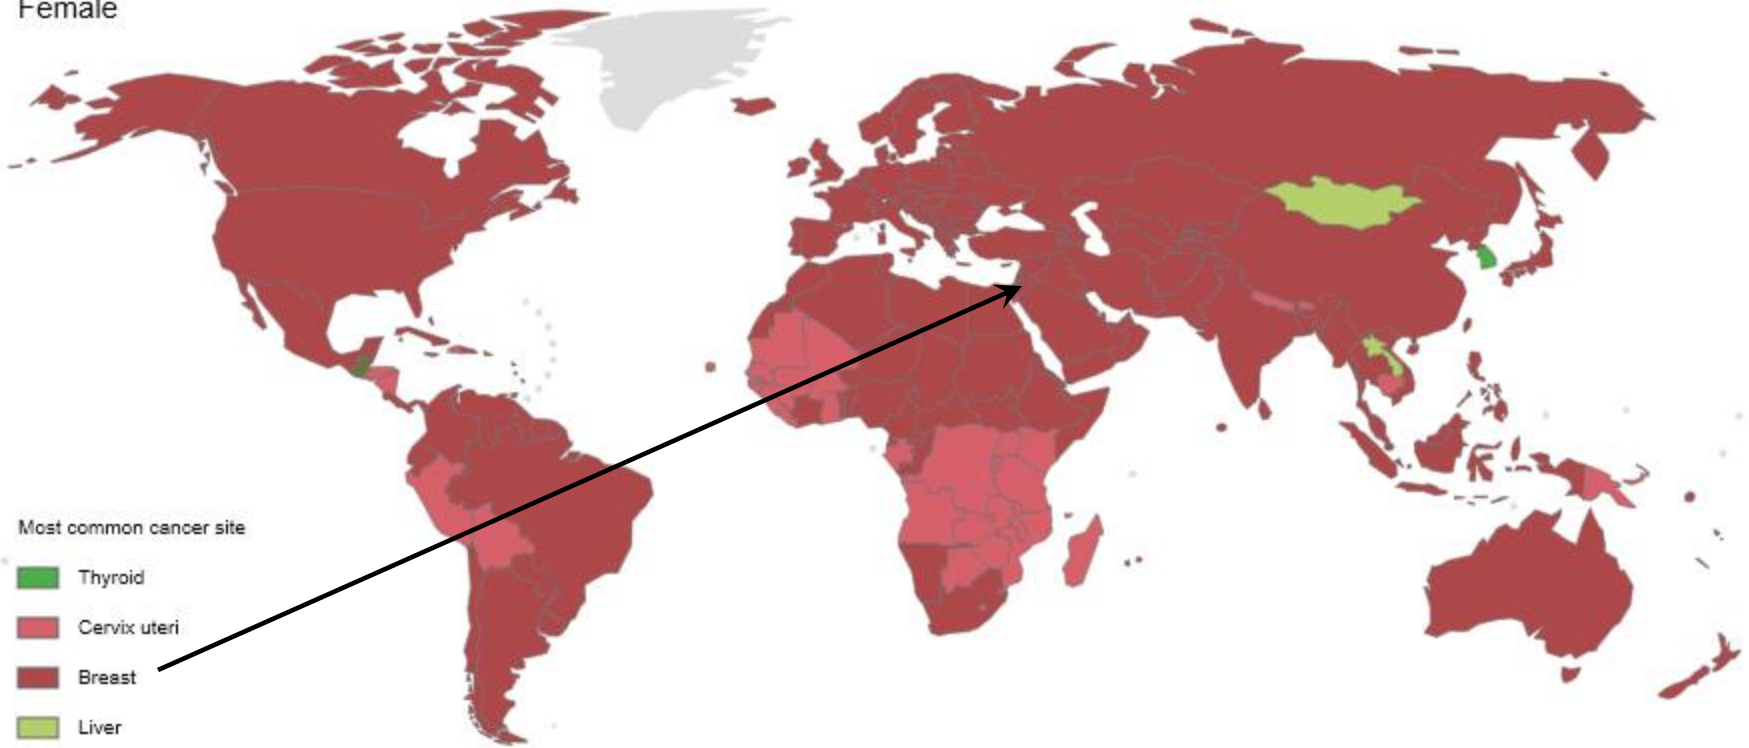 Female
Most common cancer site
Thyroid
Cervix uteri
Breast
Liver